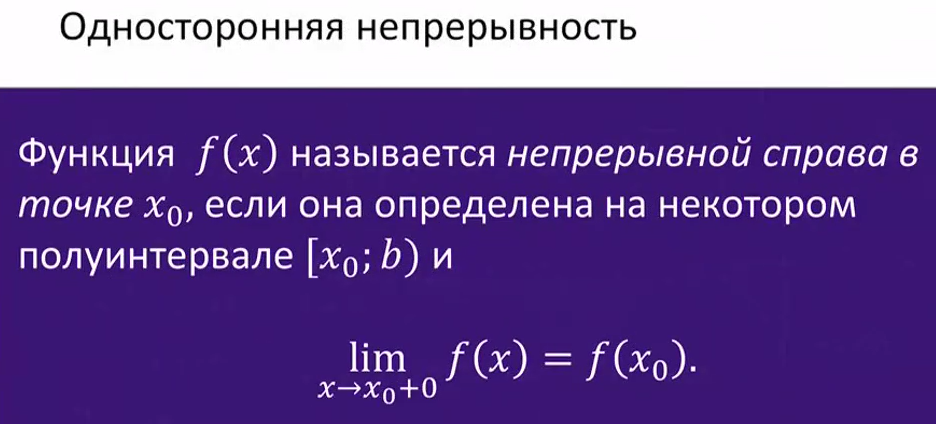 Односторонняя непрерывность
Функция f(x) называется непрерывной справа в
точке x₀, если она определена на некотором
полуинтервале [x₀; b) и
lim f(x) = f(x₀).
x→x₀+0